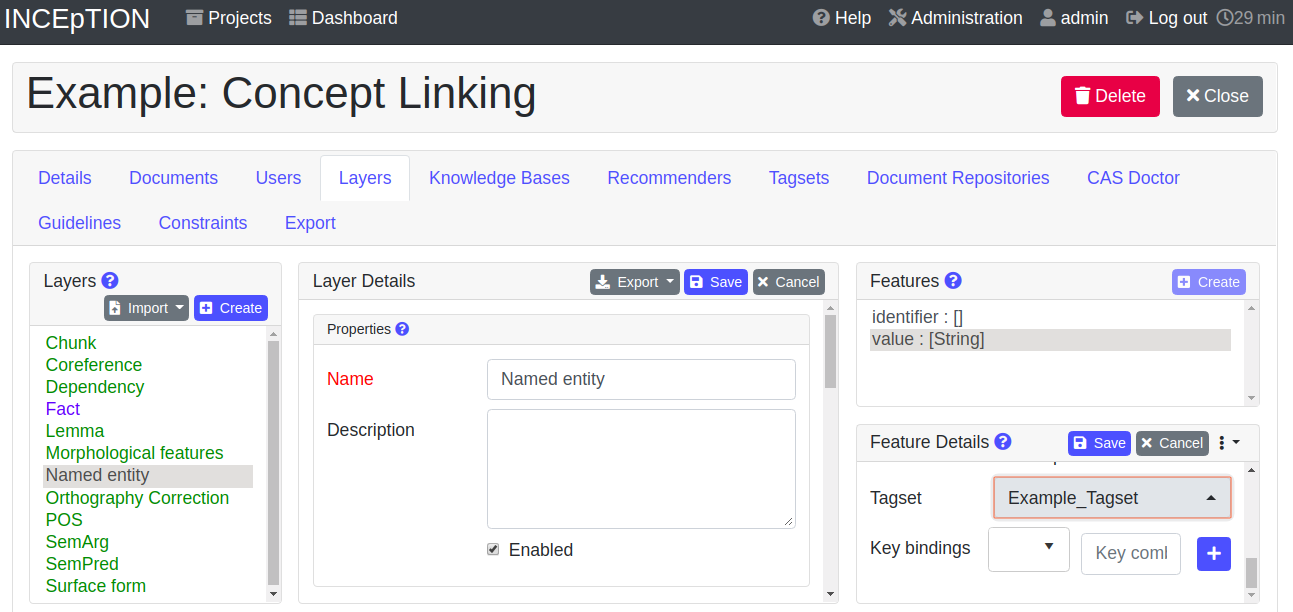 INCEpTION Projects Dashboard Help Administration admin Log out 29 min
Example: Concept Linking Delete Close
Details Documents Users Layers Knowledge Bases Recommenders Tagsets Document Repositories CAS Doctor
Guidelines Constraints Export
Layers
Import Create
Chunk
Coreference
Dependency
Fact
Lemma
Morphological features
Named entity
Orthography Correction
POS
SemArg
SemPred
Surface form
Layer Details Export Save Cancel
Properties
Name Named entity
Description
Enabled
Features Create
identifier : []
value : [String]
Feature Details Save Cancel
Tagset Example_Tagset
Key bindings Key coml